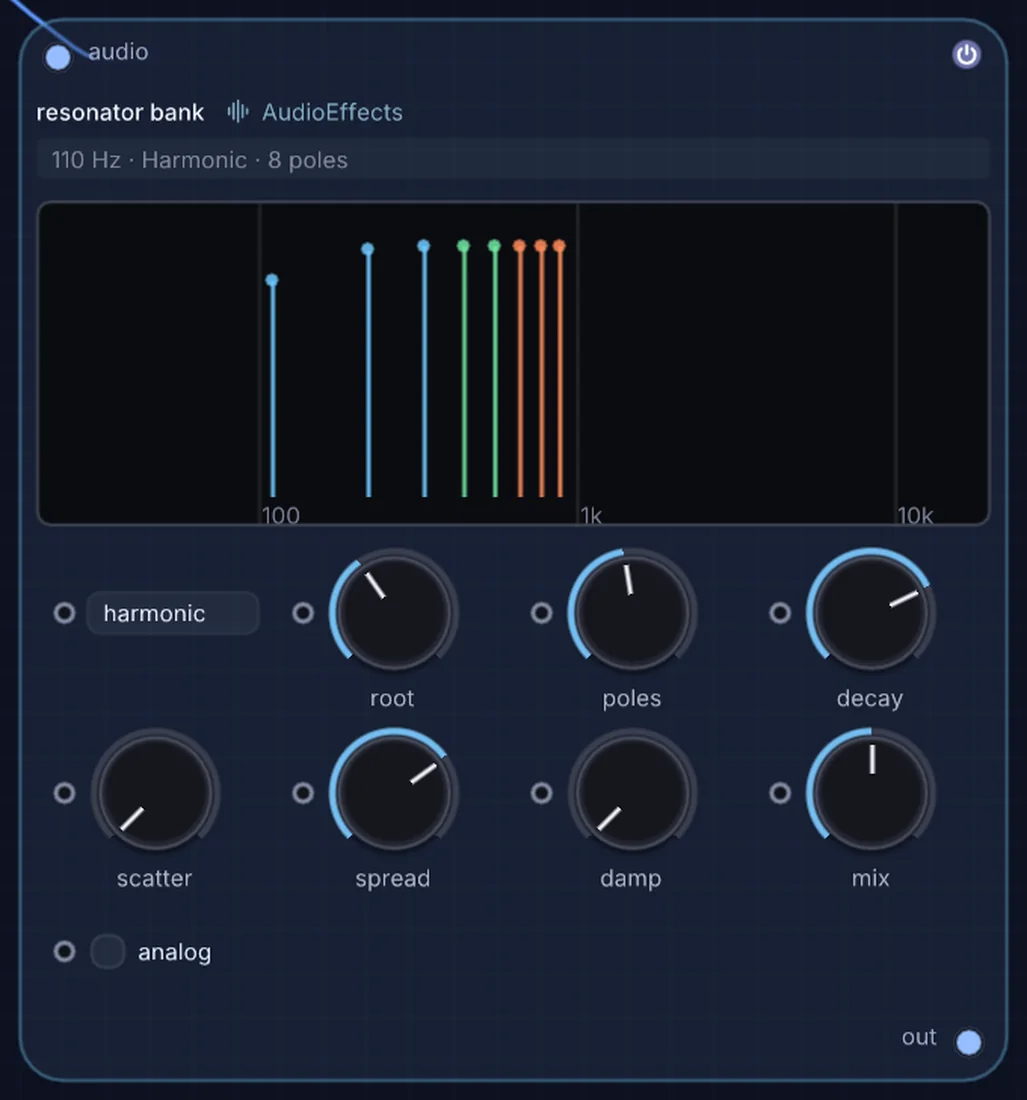 audio
resonator bank AudioEffects
110 Hz · Harmonic · 8 poles
100 1k 10k
harmonic
root poles decay
scatter spread damp mix
analog
out